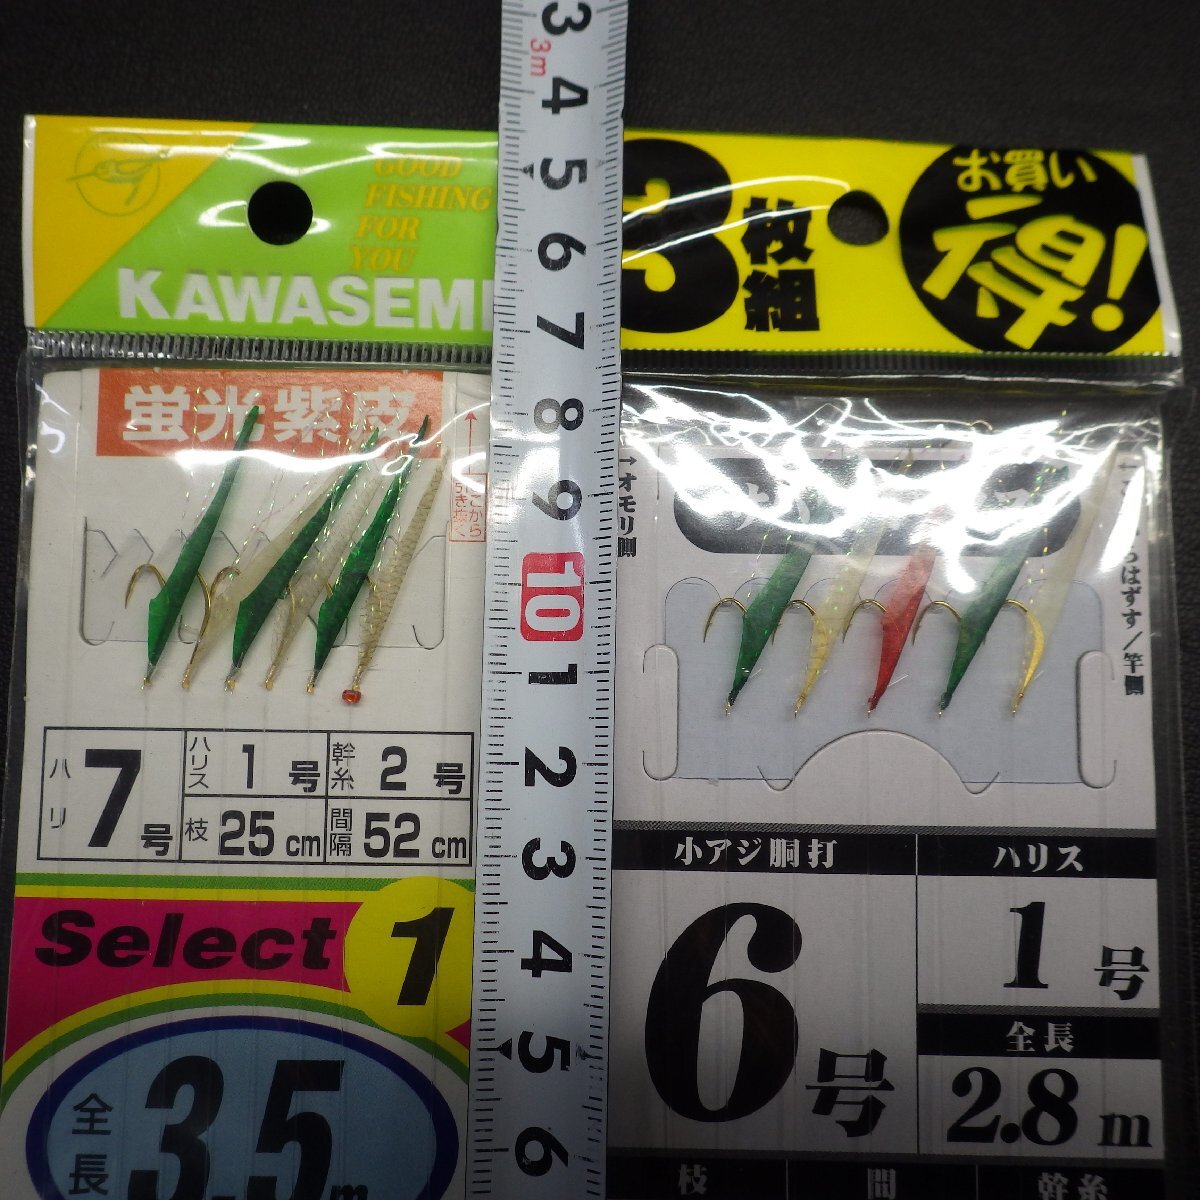 GOOD
FISHING
FOR
YOU
KAWASEMI
蛍光紫皮
ハリ
7号
ハリス
1号
幹糸
2号
枝
25cm
間隔
52cm
Select 1
全長
3.5m
3
3m
4
5
6
7
8
9
10
1
2
3
4
5
6
3枚組
お買い
得!
→オモリ側
はずす/竿側
小アジ胴打
6号
ハリス
1号
全長
2.8m
枝
間
幹糸